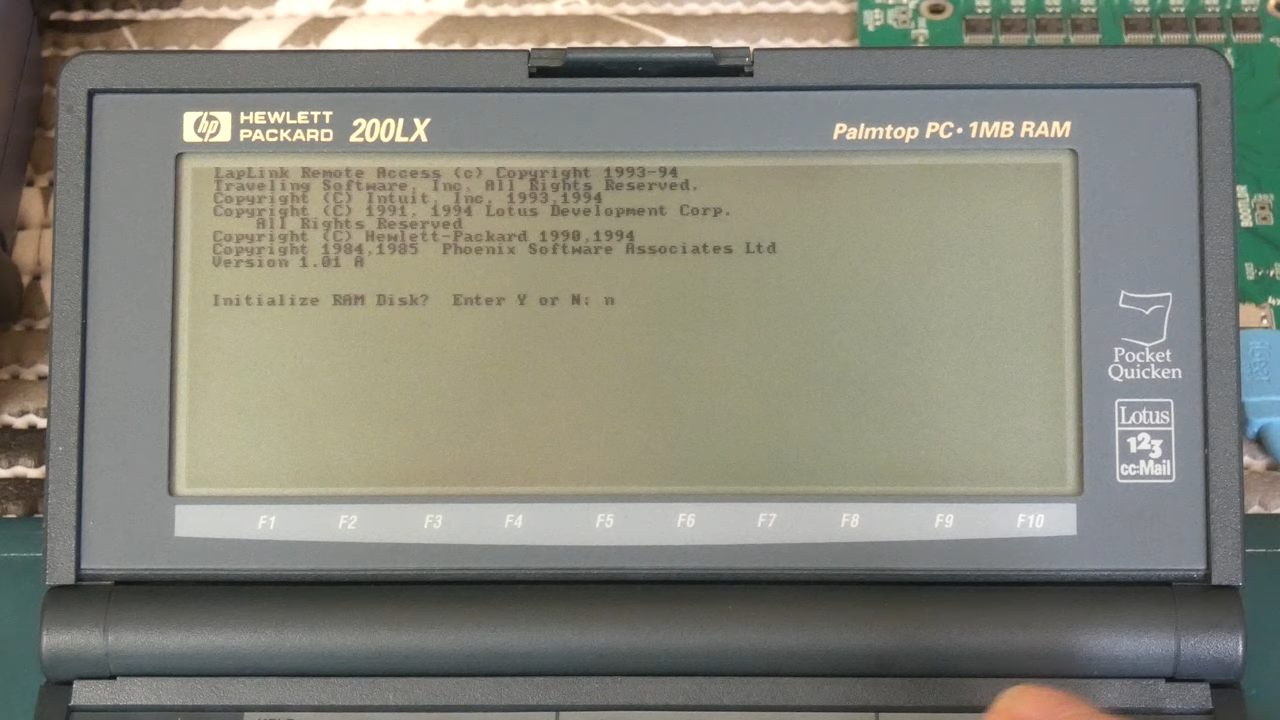 hp HEWLETT PACKARD 200LX
Palmtop PC • 1MB RAM
LapLink Remote Access (c) Copyright 1993-94
Traveling Software, Inc. All Rights Reserved.
Copyright (C) Intuit, Inc. 1993,1994
Copyright (C) 1991, 1994 Lotus Development Corp.
All Rights Reserved
Copyright (C) Hewlett-Packard 1990,1994
Copyright 1984,1985 Phoenix Software Associates Ltd
Version 1.01 A
Initialize RAM Disk? Enter Y or N: n
Pocket
Quicken
Lotus
123
cc:Mail
F1 F2 F3 F4 F5 F6 F7 F8 F9 F10